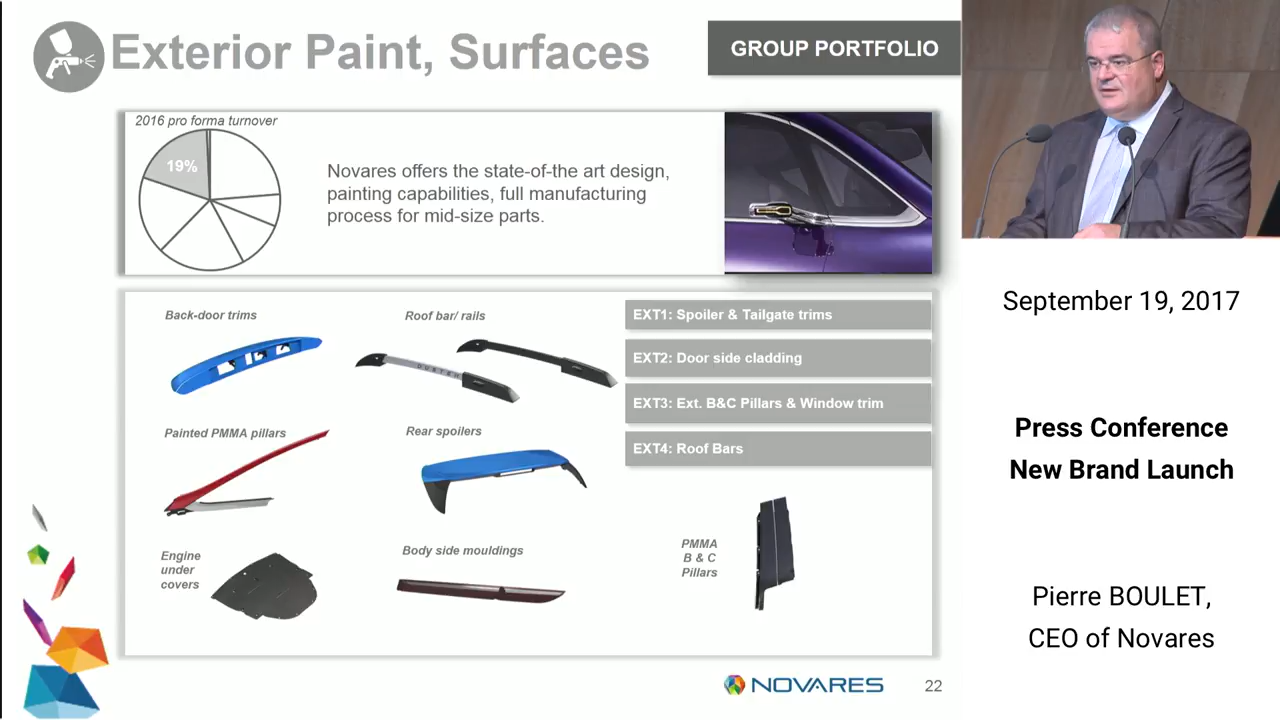 Exterior Paint, Surfaces
GROUP PORTFOLIO
2016 pro forma turnover
19%
Novares offers the state-of-the art design,
painting capabilities, full manufacturing
process for mid-size parts.
Back-door trims
Roof bar/ rails
DUSTER
Painted PMMA pillars
Rear spoilers
Engine
under
covers
Body side mouldings
EXT1: Spoiler & Tailgate trims
EXT2: Door side cladding
EXT3: Ext. B&C Pillars & Window trim
EXT4: Roof Bars
PMMA
B & C
Pillars
NOVARES
22
September 19, 2017
Press Conference
New Brand Launch
Pierre BOULET,
CEO of Novares